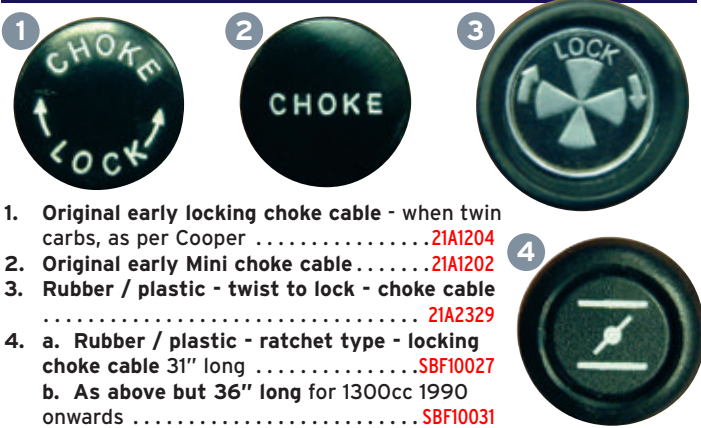 1 2 3
CHOKE
LOCK
CHOKE
LOCK
1. Original early locking choke cable - when twin
carbs, as per Cooper ................21A1204
2. Original early Mini choke cable.......21A1202
3. Rubber / plastic - twist to lock - choke cable
.................................. 21A2329
4. a. Rubber / plastic - ratchet type - locking
choke cable 31” long ...............SBF10027
b. As above but 36” long for 1300cc 1990
onwards .......................... SBF10031
4